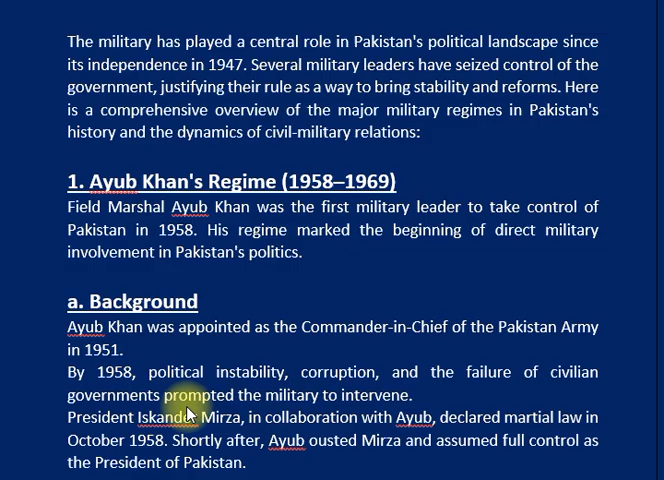 The military has played a central role in Pakistan's political landscape since
its independence in 1947. Several military leaders have seized control of the
government, justifying their rule as a way to bring stability and reforms. Here
is a comprehensive overview of the major military regimes in Pakistan's
history and the dynamics of civil-military relations:
1. Ayub Khan's Regime (1958–1969)
Field Marshal Ayub Khan was the first military leader to take control of
Pakistan in 1958. His regime marked the beginning of direct military
involvement in Pakistan's politics.
a. Background
Ayub Khan was appointed as the Commander-in-Chief of the Pakistan Army
in 1951.
By 1958, political instability, corruption, and the failure of civilian
governments prompted the military to intervene.
President Iskander Mirza, in collaboration with Ayub, declared martial law in
October 1958. Shortly after, Ayub ousted Mirza and assumed full control as
the President of Pakistan.